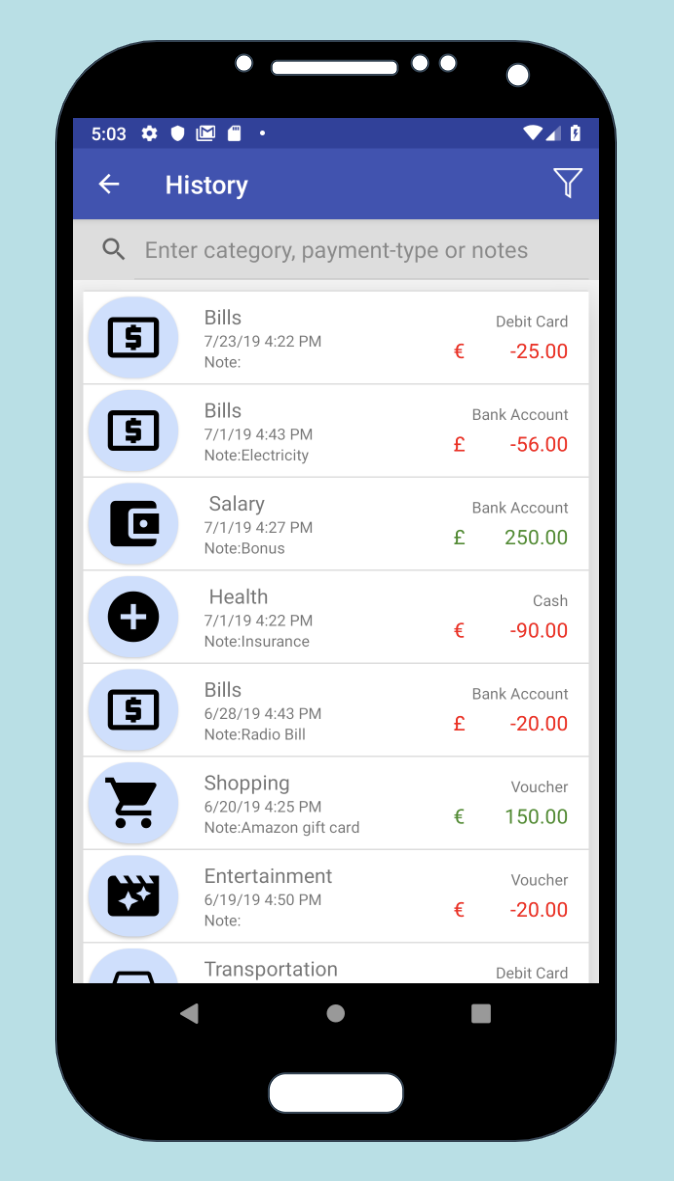 5:03
History
Enter category, payment-type or notes
Bills
Debit Card
7/23/19 4:22 PM
€ -25.00
Note:
Bills
Bank Account
7/1/19 4:43 PM
£ -56.00
Note:Electricity
Salary
Bank Account
7/1/19 4:27 PM
£ 250.00
Note:Bonus
Health
Cash
7/1/19 4:22 PM
€ -90.00
Note:Insurance
Bills
Bank Account
6/28/19 4:43 PM
£ -20.00
Note:Radio Bill
Shopping
Voucher
6/20/19 4:25 PM
€ 150.00
Note:Amazon gift card
Entertainment
Voucher
6/19/19 4:50 PM
€ -20.00
Note:
Transportation
Debit Card